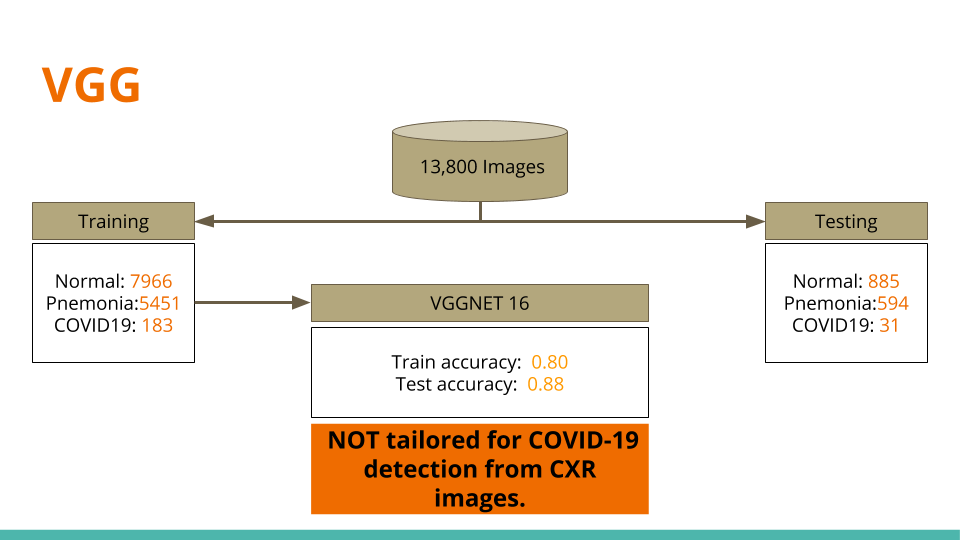 VGG
13,800 Images
Training
Testing
Normal: 7966
Pnemonia:5451
COVID19: 183
Normal: 885
Pnemonia:594
COVID19: 31
VGGNET 16
Train accuracy: 0.80
Test accuracy: 0.88
NOT tailored for COVID-19
detection from CXR
images.